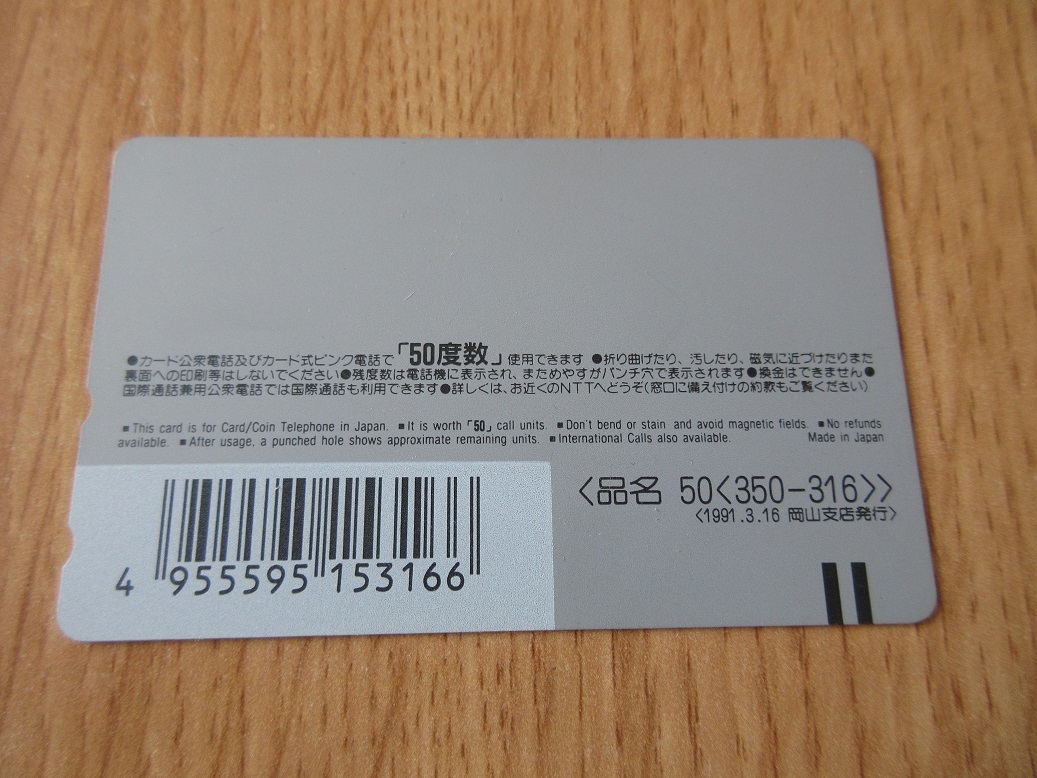 ●カード公衆電話及びカード式ピンク電話で「50度数」使用できます ●折り曲げたり、汚したり、磁気に近づけたりまた
裏面への印刷等はしないでください●残度数は電話機に表示され、まためやすがパンチ穴で表示されます●換金はできません●
国際通話兼用公衆電話では国際通話も利用できます●詳しくは、お近くのNTTへどうぞ(窓口に備え付けの約款もご覧ください)
■This card is for Card/Coin Telephone in Japan. ■It is worth「50」call units. ■Don't bend or stain and avoid magnetic fields. ■No refunds
available. ■After usage, a punched hole shows approximate remaining units. ■International Calls also available. Made in Japan
〈品名 50〈350-316〉〉
〈1991.3.16 岡山支店発行〉
4 955595 153166